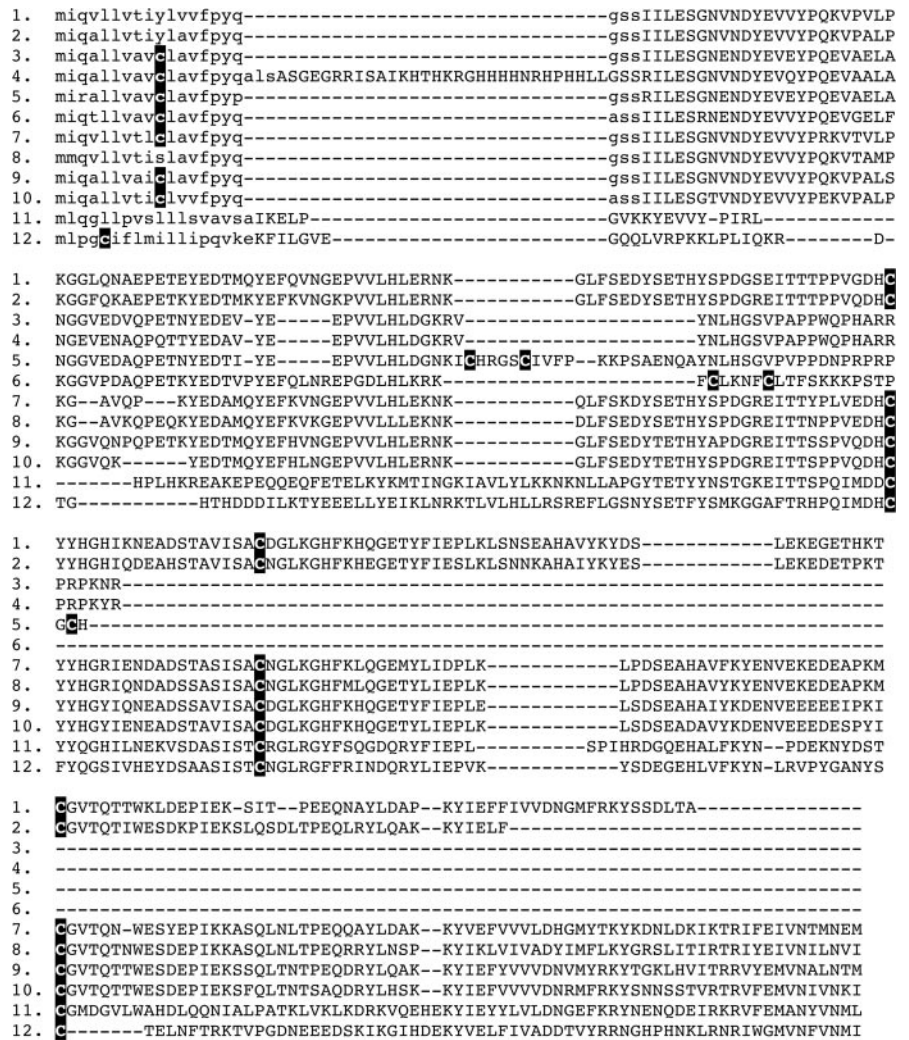 1. miqvllvtiylvvfpyq-------------------------------------gssIILESGNVNDYEVVYPQKVPVLP
2. miqallvtiylavfpyq-------------------------------------gssIILESGNVNDYEVVYPQKVPALP
3. miqallvavclavfpyq-------------------------------------gssIILESGNENDYEVEYPQEVAELA
4. miqallvavclavfpyqalsASGEGRRISAIKHTHKRGHHHHNRHPHHLLGSSRILESGNVNDYEVQYPQEVAALA
5. mirallvavclavfpyp-------------------------------------gssRILESGNENDYEVEYPQEVAELA
6. miqtllvavclavfpyq-------------------------------------assIILESRNENDYEVVYPQEVGELF
7. miqvllvtlclavfpyq-------------------------------------gssIILESGNVNDYEVVYPRKVTVLP
8. mmqvllvtislavfpyq-------------------------------------gssIILESGNVNDYEVVYPQKVTAMP
9. miqallvaiclavfpyq-------------------------------------gssIILESGNVNDYEVVYPQKVPALS
10. miqallvticlavfpyq-------------------------------------assIILESGTVNDYEVVYPEKVPALP
11. mlqgllpvslllsvavsaIKELP------------------------------GVKKYEVVY-PIRL------------
12. mlpgciflmillipqvkeKFILGVE----------------------------GQQLVRPKKLPLIQKR--------D-
1. KGGLQNAEPETEYEDTMQYEFQVNGEPVVLHLERNK------------GLFSEDYSETHYSPDGSEITTTPPVGDHC
2. KGGFQKAEPETKYEDTMKYEFKVNGKPVVLHLERNK------------GLFSEDYSETHYSPDGREITTTPPVQDHC
3. NGGVEDVQPETNYEDEV-YE-----EPVVLHLDGKRV-----------------------YNLHGSVPAPPWQPHARR
4. NGEVENAQPQTTYEDAV-YE-----EPVVLHLDGKRV-----------------------YNLHGSVPAPPWQPHARR
5. NGGVEDAQPETNYEDTI-YE-----EPVVLHLDGNKICHRGSCIVFP--KKPSAENQAYNLHSGVPVPPDNPRPRP
6. KGGVPDAQPETKYEDTVPYEFQLNREPGDLHLKRK-----------------------FCLKNFCLTFSKKKPSTP
7. KG--AVQP---KYEDAMQYEFKVNGEPVVLHLEKNK------------QLFSKDYSETHYSPDGREITTYPLVEDHC
8. KG--AVKQPEQKYEDAMQYEFKVKGEPVLLLEKNK------------DLFSEDYSETHYSPDGREITTNPPVEDHC
9. KGGVQNPQPETKYEDTMQYEFHVNGEPVVLHLERNK------------GLFSEDYTETHYAPDGREITTSSPVQDHC
10. KGGVQK------YEDTMQYEFHLNGEPVVLHLERNK------------GLFSEDYTETHYSPDGREITTSPPVQDHC
11. -------HPLHKREAKEPEQQEQFETELKYKMTINGKIAVLYLKKNKNLLAPGYTETYYNSTGKEITTSPQIMDDC
12. TG------------HTHDDDILKTYEEELLYEIKLNRKTLVLHLLRSREFLGSNYSETFYSMKGGAFTRHPQIMDHC
1. YYHGHIKNEADSTAVISACDGLKGHFKHQGETYFIEPLKLSNSEAHAVYKYDS------------LEKEGETHKT
2. YYHGHIQDEAHSTAVISACNGLKGHFKHEGETYFIESLKLSNNKAHAIYKYES------------LEKEDETPKT
3. PRPKNR---------------------------------------------------------------------
4. PRPKYR---------------------------------------------------------------------
5. GCH------------------------------------------------------------------------
6. ---------------------------------------------------------------------------
7. YYHGRIENDADSTASISACNGLKGHFKLQGEMYLIDPLK------------LPDSEAHAVFKYENVEKEDEAPKM
8. YYHGRIQNDADSSASISACNGLKGHFMLQGETYLIEPLK------------LPDSEAHAVYKYENVEKEDEAPKM
9. YYHGYIQNEADSSAVISACDGLKGHFKHQGETYFIEPLE------------LSDSEAHAIYKDENVEEEEEIPKI
10. YYHGYIENEADSTAVISACDGLKGHFKHQGETYFIEPLK------------LSDSEADAVYKDENVEEEDESPYI
11. YYQGHILNEKVSDASISTCRGLRGYFSQGDQRYFIEPL---------SPIHRDGQEHALFKYN--PDEKNYDST
12. FYQGSIVHEYDSAASISTCNGLRGFFRINDQRYLIEPVK------------YSDEGEHLVFKYN-LRVPYGANYS
1. CGVTQTTWKLDEPIEK-SIT--PEEQNAYLDAP--KYIEFFIVVDNGMFRKYSSDLTA---------------
2. CGVTQTIWESDKPIEKSLQSDLTPEQLRYLQAK--KYIELF--------------------------------
3. -------------------------------------------------------------------------
4. -------------------------------------------------------------------------
5. -------------------------------------------------------------------------
6. -------------------------------------------------------------------------
7. CGVTQN-WESYEPIKKASQLNLTPEQQAYLDAK--KYVEFVVVLDHGMYTKYKDNLDKIKTRIFEIVNTMNEM
8. CGVTQTNWESDEPIKKASQLNLTPEQRRYLNSP--KYIKLVIVADYIMFLKYGRSLITIRTRIYEIVNILNVI
9. CGVTQTTWESDEPIEKSSQLTNTPEQDRYLQAK--KYIEFYVVVDNVMYRKYTGKLHVITRRVYEMVNALNTM
10. CGVTQTTWESDEPIEKSFQLTNTSAQDRYLHSK--KYIEFVVVVDNRMFRKYSNNSSTVRTRVFEMVNIVNKI
11. CGMDGVLWAHDLQQNIALPATKLVKLKDRKVQEHEKYIEYYLVLDNGEFKRYNENQDEIRKRVFEMANYVNML
12. C-------TELNFTRKTVPGDNEEEDSKIKGIHDEKYVELFIVADDTVYRRNGHPHNKLRNRIWGMVNFVNMI